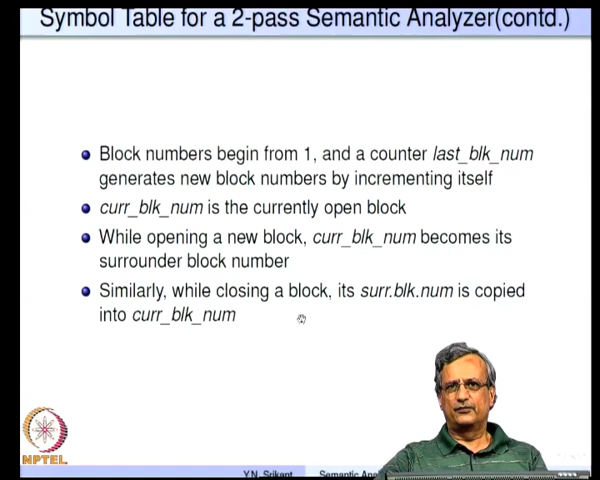 Symbol Table for a 2-pass Semantic Analyzer(contd.)
Block numbers begin from 1, and a counter last_blk_num
generates new block numbers by incrementing itself
curr_blk_num is the currently open block
While opening a new block, curr_blk_num becomes its
surrounder block number
Similarly, while closing a block, its surr.blk.num is copied
into curr_blk_num
NPTEL
Y.N. Srikant
Semantic